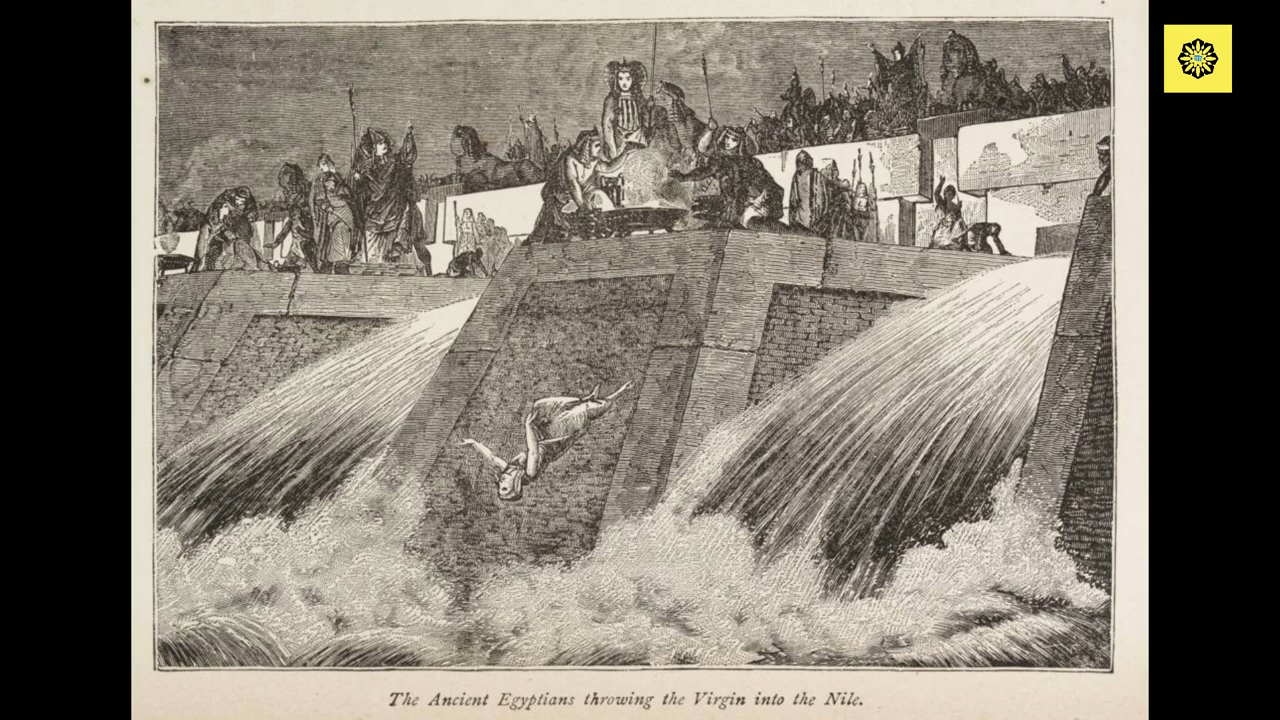 The Ancient Egyptians throwing the Virgin into the Nile.